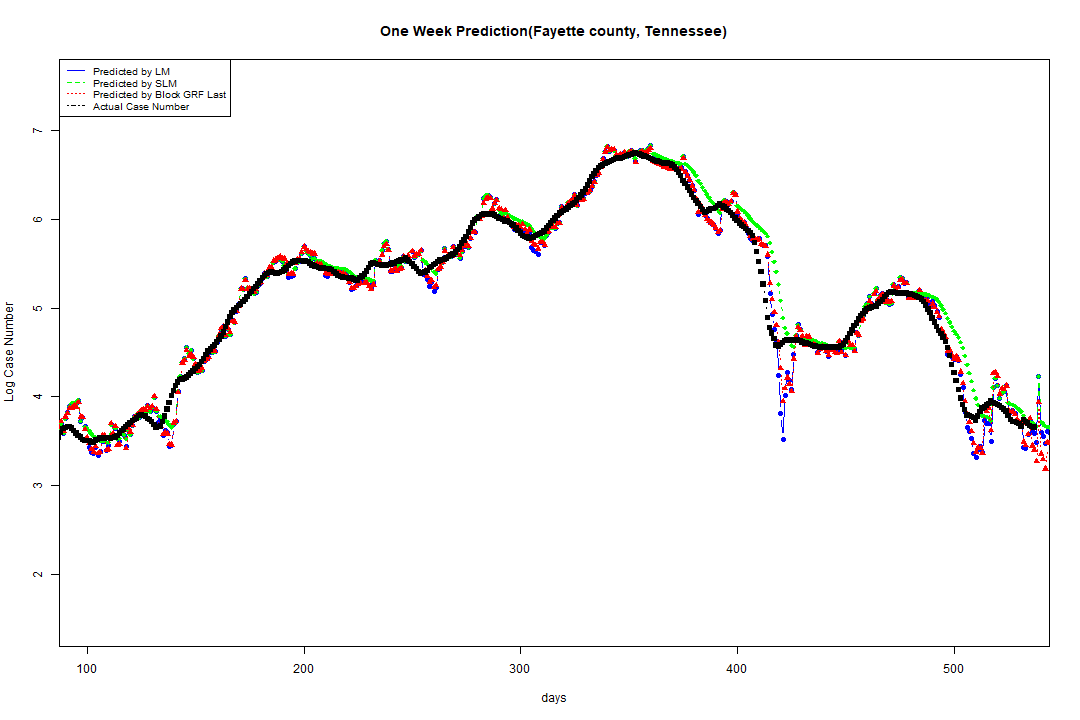 One Week Prediction(Fayette county, Tennessee)
Predicted by LM
Predicted by SLM
Predicted by Block GRF Last
Actual Case Number
7
6
5
4
3
2
Log Case Number
100 200 300 400 500
days